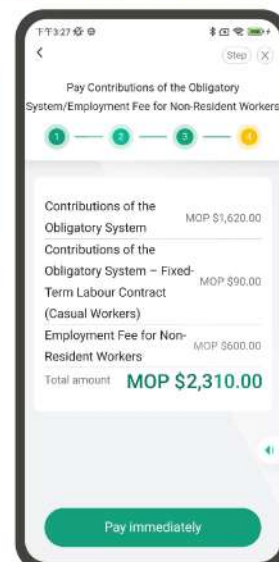 下午3:27
Step
Pay Contributions of the Obligatory
System/Employment Fee for Non-Resident Workers
1
2
3
4
Contributions of the
Obligatory System
MOP $1,620.00
Contributions of the
Obligatory System – Fixed-
Term Labour Contract
(Casual Workers)
MOP $90.00
Employment Fee for Non-
Resident Workers
MOP $600.00
Total amount MOP $2,310.00
Pay immediately